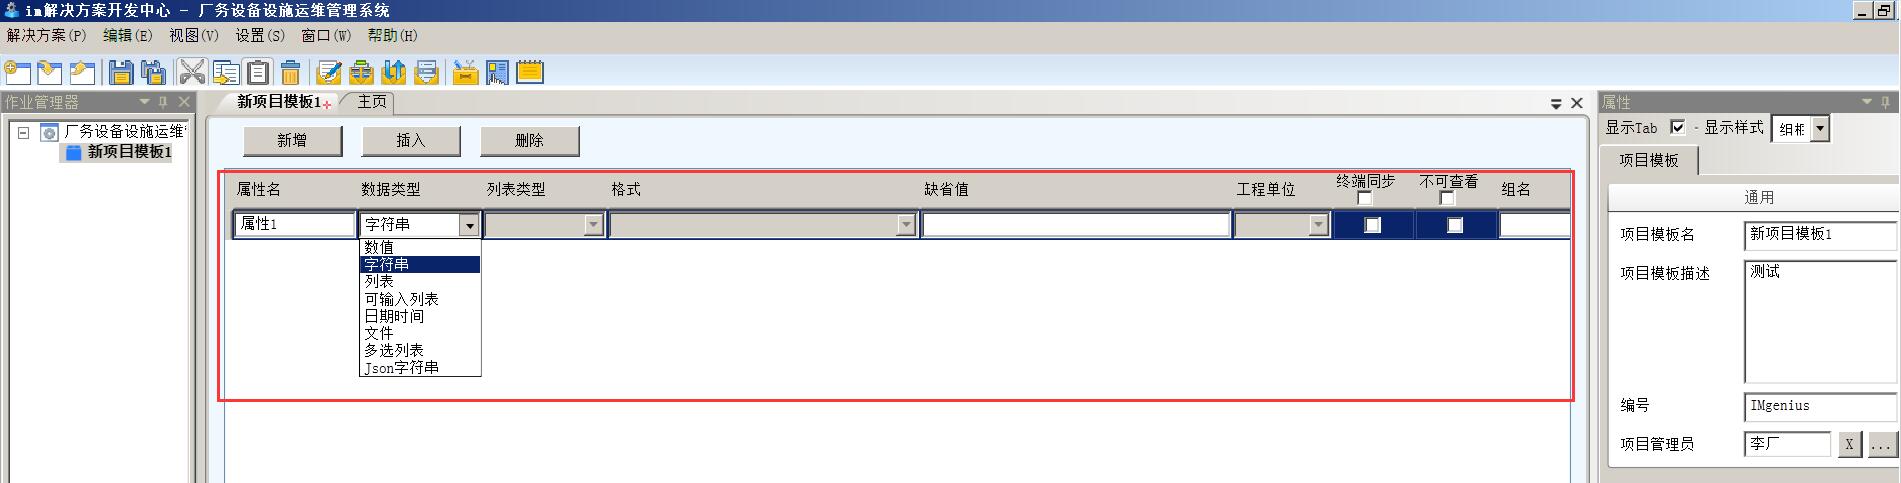 im解决方案开发中心 - 厂务设备设施运维管理系统
解决方案(P) 编辑(E) 视图(V) 设置(S) 窗口(W) 帮助(H)
作业管理器
厂务设备设施运维
新项目模板1
新项目模板1 主页
新增 插入 删除
属性名 数据类型 列表类型 格式 缺省值 工程单位 终端同步 不可查看 组名
属性1 字符串
数值
字符串
列表
可输入列表
日期时间
文件
多选列表
Json字符串
属性
显示Tab - 显示样式 组框
项目模板
通用
项目模板名 新项目模板1
项目模板描述 测试
编号 IMgenius
项目管理员 李厂 X ...